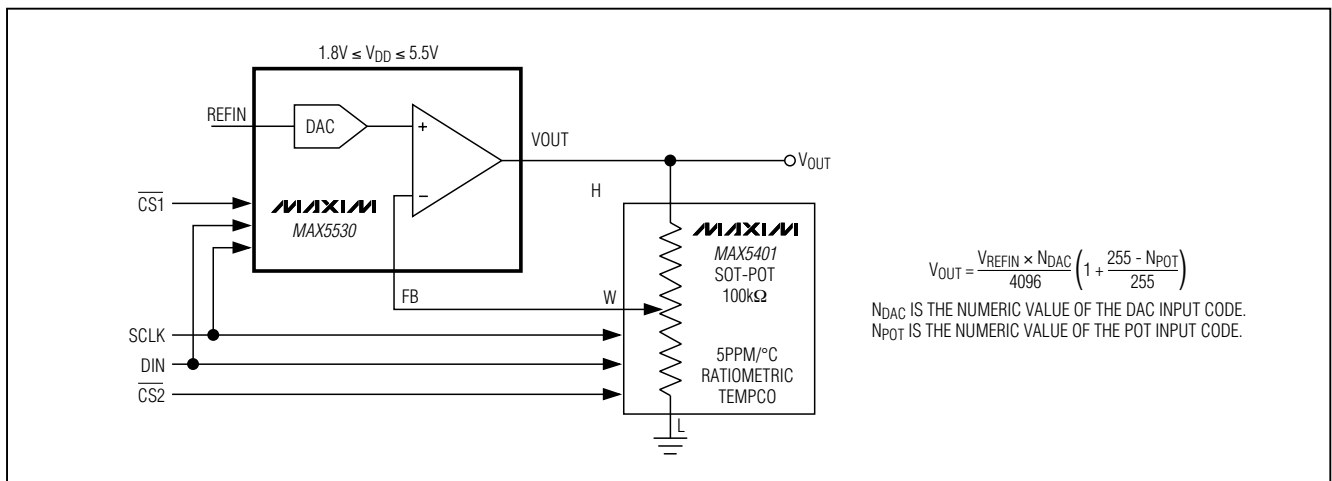 1.8V ≤ VDD ≤ 5.5V
REFIN
DAC
+
−
VOUT
VOUT
CS1
MAXIM
MAX5530
H
MAXIM
MAX5401
SOT-POT
100kΩ
FB
W
SCLK
DIN
CS2
5PPM/°C
RATIOMETRIC
TEMPCO
L
VOUT = VREFIN × NDAC / 4096 (1 + 255 - NPOT / 255)
NDAC IS THE NUMERIC VALUE OF THE DAC INPUT CODE.
NPOT IS THE NUMERIC VALUE OF THE POT INPUT CODE.